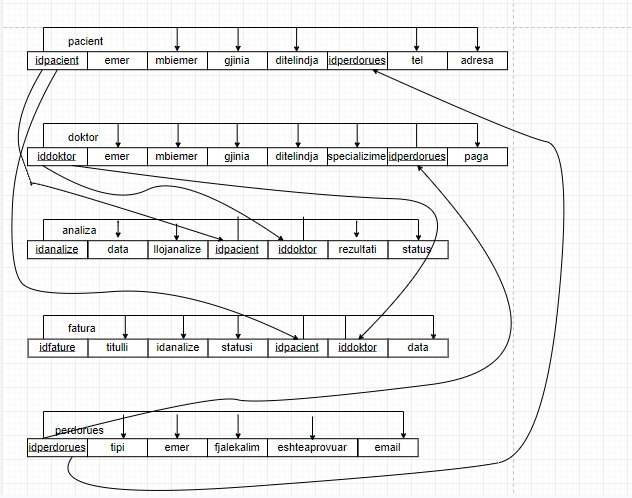 pacient
idpacient emer mbiemer gjinia ditelindja idperdorues tel adresa
doktor
iddoktor emer mbiemer gjinia ditelindja specializime idperdorues paga
analiza
idanalize data llojanalize idpacient iddoktor rezultati status
fatura
idfature titulli idanalize statusi idpacient iddoktor data
perdorues
idperdorues tipi emer fjalekalim eshteaprovuar email